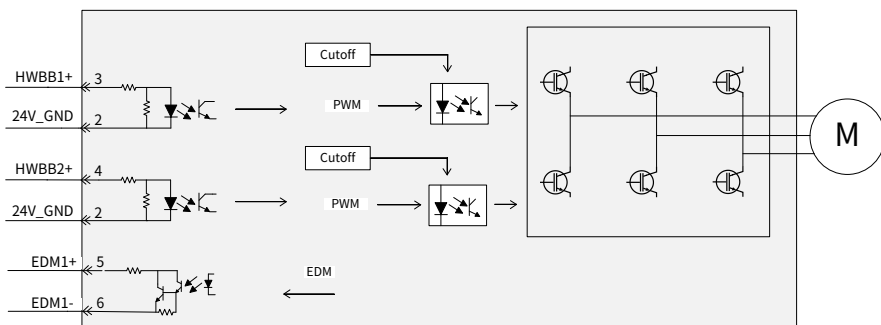 Cutoff
HWBB1+ 3
PWM
24V_GND 2
M
Cutoff
HWBB2+ 4
PWM
24V_GND 2
EDM1+ 5
EDM
EDM1- 6